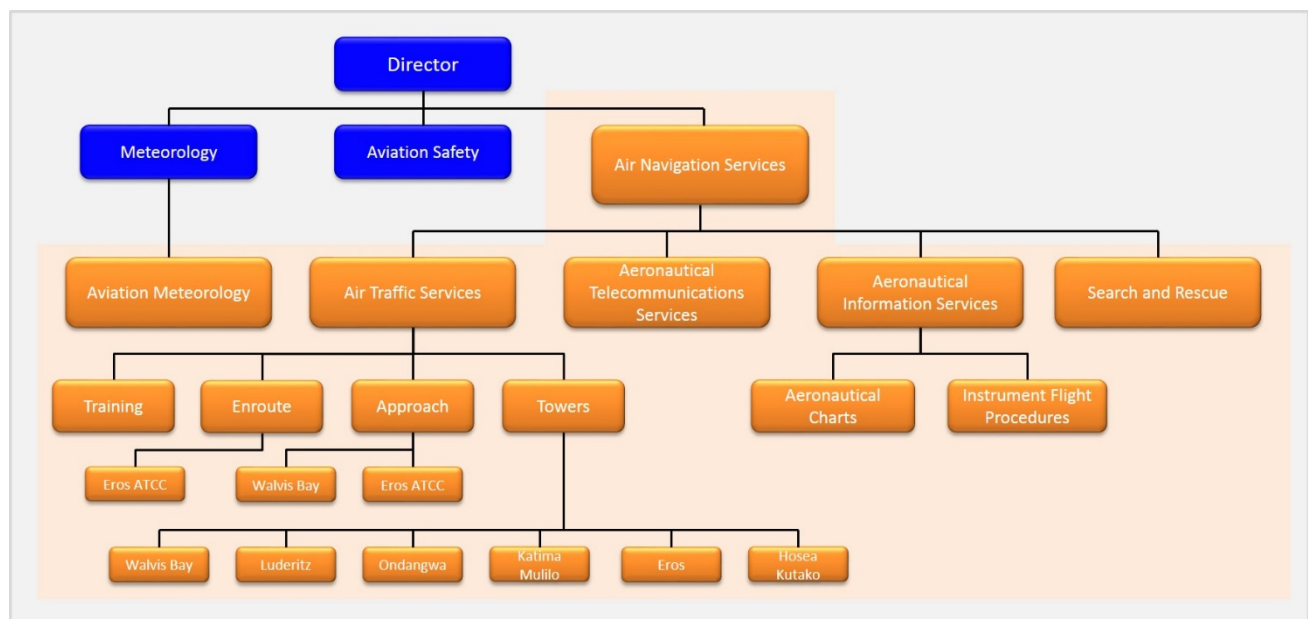 Director
Meteorology
Aviation Safety
Air Navigation Services
Aviation Meteorology
Air Traffic Services
Aeronautical
Telecommunications
Services
Aeronautical
Information Services
Search and Rescue
Training
Enroute
Approach
Towers
Aeronautical
Charts
Instrument Flight
Procedures
Eros ATCC
Walvis Bay
Eros ATCC
Walvis Bay
Luderitz
Ondangwa
Katima
Mulilo
Eros
Hosea
Kutako